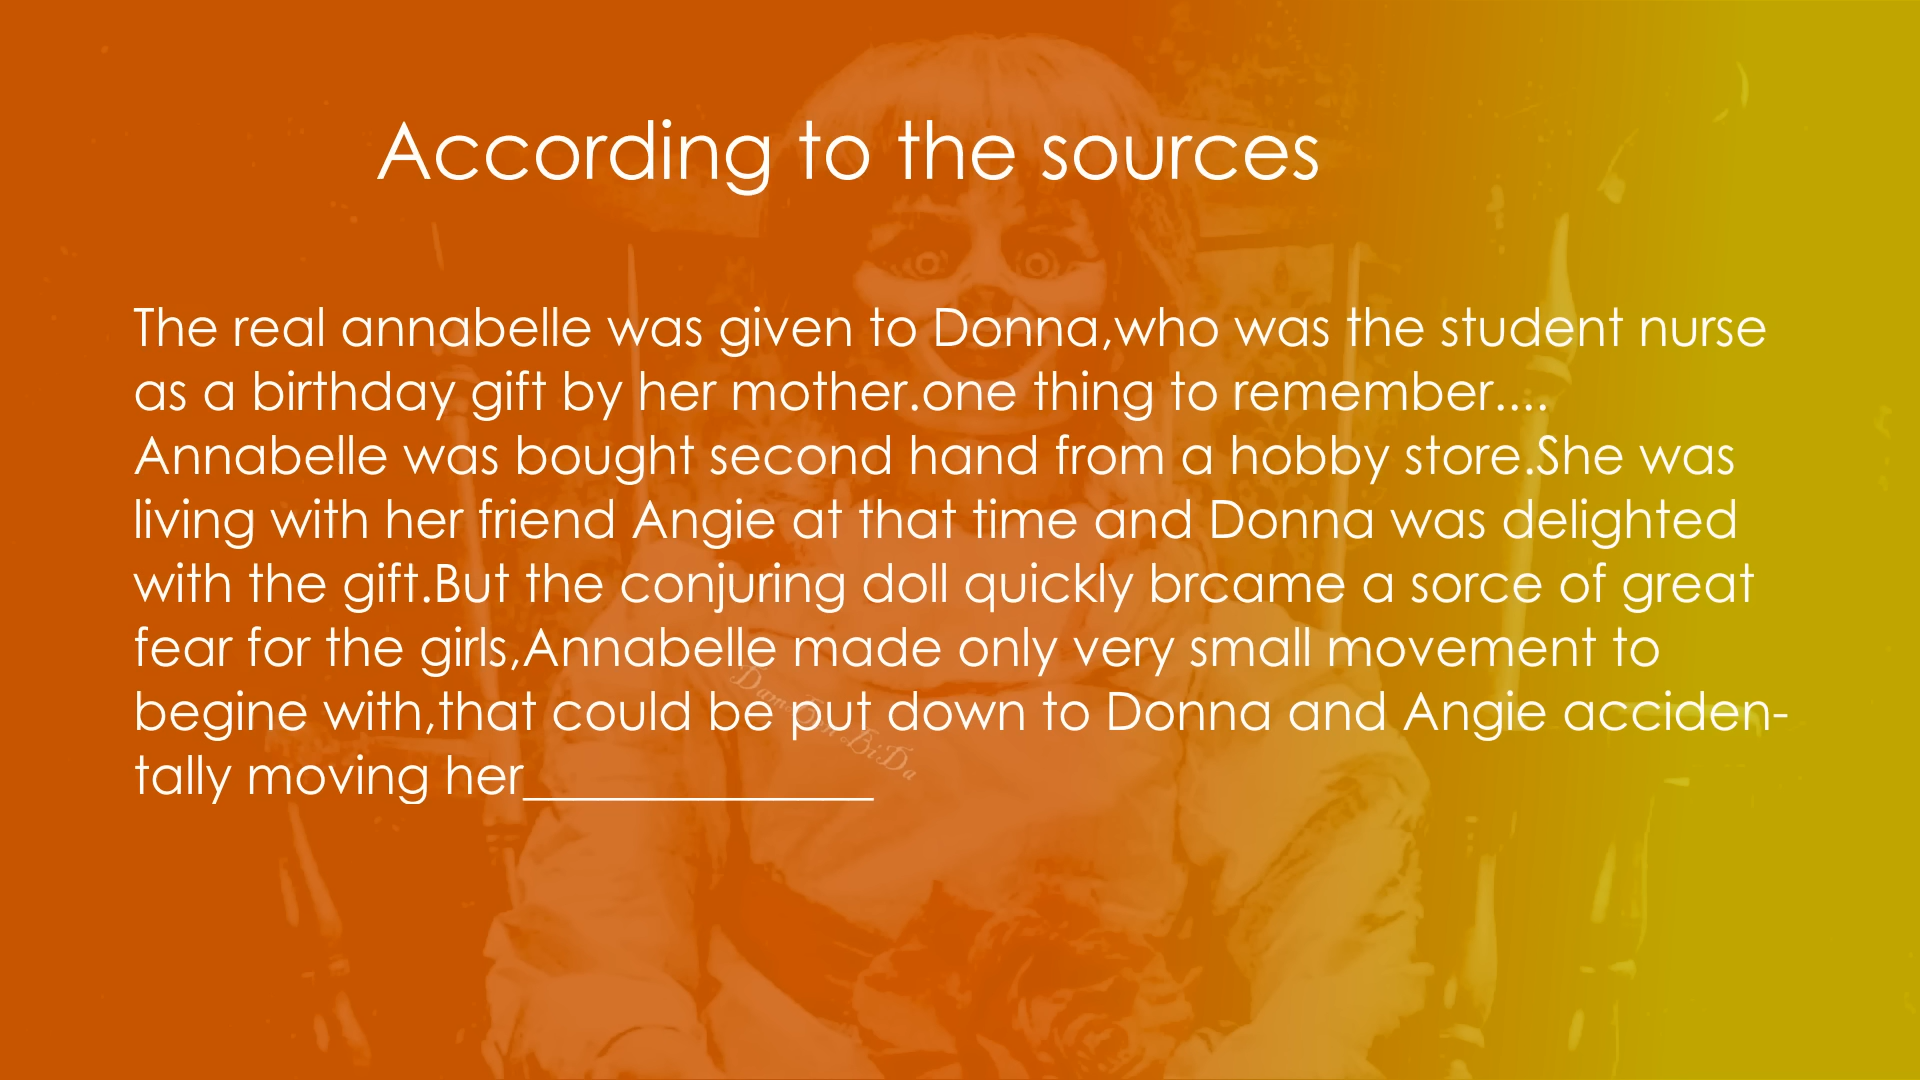 According to the sources
The real annabelle was given to Donna,who was the student nurse
as a birthday gift by her mother.one thing to remember....
Annabelle was bought second hand from a hobby store.She was
living with her friend Angie at that time and Donna was delighted
with the gift.But the conjuring doll quickly brcame a sorce of great
fear for the girls,Annabelle made only very small movement to
begine with,that could be put down to Donna and Angie acciden-
tally moving her______________